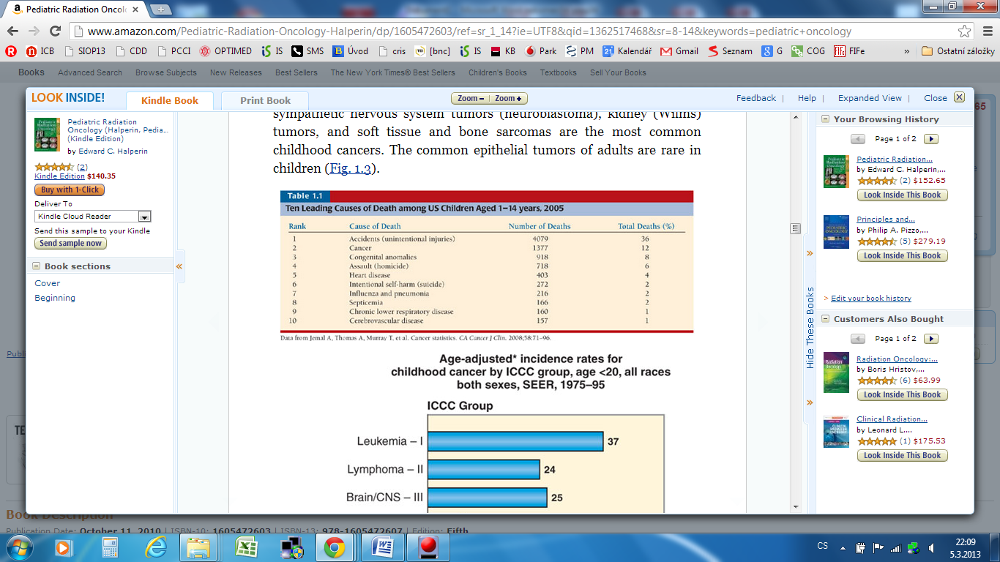 Pediatric Radiation Oncol
www.amazon.com/Pediatric-Radiation-Oncology-Halperin/dp/1605472603/ref=sr_1_14?ie=UTF8&qid=1362517468&sr=8-14&keywords=pediatric+oncology
ICB SIOP13 CDD PCCI OPTIMED IS SMS Úvod cris [bnc] IS KB Park PM Kalendář Gmail Seznam G COG FIFe » Ostatní záložky
Books Advanced Search Browse Subjects New Releases Best Sellers The New York Times® Best Sellers Children's Books Textbooks Sell Your Books
LOOK INSIDE! Kindle Book Print Book Zoom – Zoom + Feedback | Help | Expanded View | Close
Pediatric Radiation
Oncology (Halperin, Pedia...
(Kindle Edition)
by Edward C. Halperin
(2)
Kindle Edition $140.35
Buy with 1-Click
Deliver To
Kindle Cloud Reader
Send this sample to your Kindle
Send sample now
Book sections
Cover
Beginning
sympathetic nervous system tumors (neuroblastoma), kidney (Wilms)
tumors, and soft tissue and bone sarcomas are the most common
childhood cancers. The common epithelial tumors of adults are rare in
children (Fig. 1.3).
Table 1.1
Ten Leading Causes of Death among US Children Aged 1–14 years, 2005
Rank Cause of Death Number of Deaths Total Deaths (%)
1 Accidents (unintentional injuries) 4079 36
2 Cancer 1377 12
3 Congenital anomalies 918 8
4 Assault (homicide) 718 6
5 Heart disease 403 4
6 Intentional self-harm (suicide) 272 2
7 Influenza and pneumonia 216 2
8 Septicemia 166 2
9 Chronic lower respiratory disease 160 1
10 Cerebrovascular disease 157 1
Data from Jemal A, Thomas A, Murray T, et al. Cancer statistics. CA Cancer J Clin. 2008;58:71–96.
Age-adjusted* incidence rates for
childhood cancer by ICCC group, age <20, all races
both sexes, SEER, 1975–95
ICCC Group
Leukemia – I 37
Lymphoma – II 24
Brain/CNS – III 25
Hide These Books
Your Browsing History
Page 1 of 2
Pediatric Radiation...
by Edward C. Halperin,...
(2) $152.65
Look Inside This Book
Principles and...
by Philip A. Pizzo,...
(5) $279.19
Look Inside This Book
> Edit your book history
Customers Also Bought
Page 1 of 2
Radiation Oncology:...
by Boris Hristov,...
(6) $63.99
Look Inside This Book
Clinical Radiation...
by Leonard L....
(1) $175.53
Look Inside This Book
Book Description
Publication Date: October 11, 2010 | ISBN-10: 1605472603 | ISBN-13: 978-1605472607 | Edition: Fifth
CS 22:09
5.3.2013